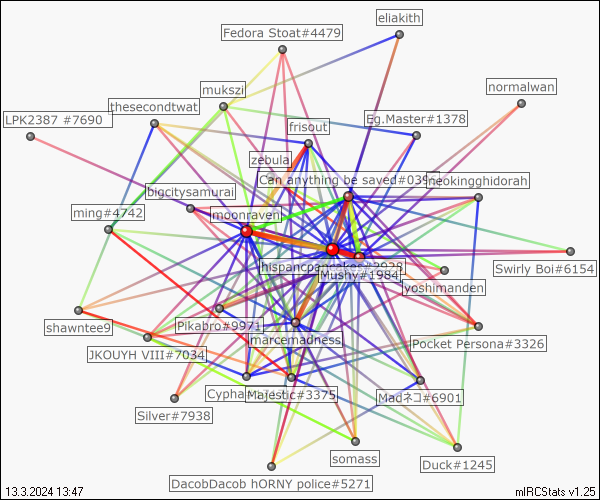 eliakith
Fedora Stoat#4479
normalwan
mukszi
thesecondtwat
LPK2387 #7690
Eg.Master#1378
frisout
zebula
Can anything be saved#039
neokingghidorah
bigcitysamurai
ming#4742
moonraven
Swirly Boi#6154
Mushy#1984
yoshimanden
Pikabro#9971
shawntee9
marcemadness
Pocket Persona#3326
JKOUYH VIII#7034
Cypha
Majestic#3375
Madネコ#6901
Silver#7938
somass
Duck#1245
DacobDacob hORNY police#5271
13.3.2024 13:47
mIRCStats v1.25